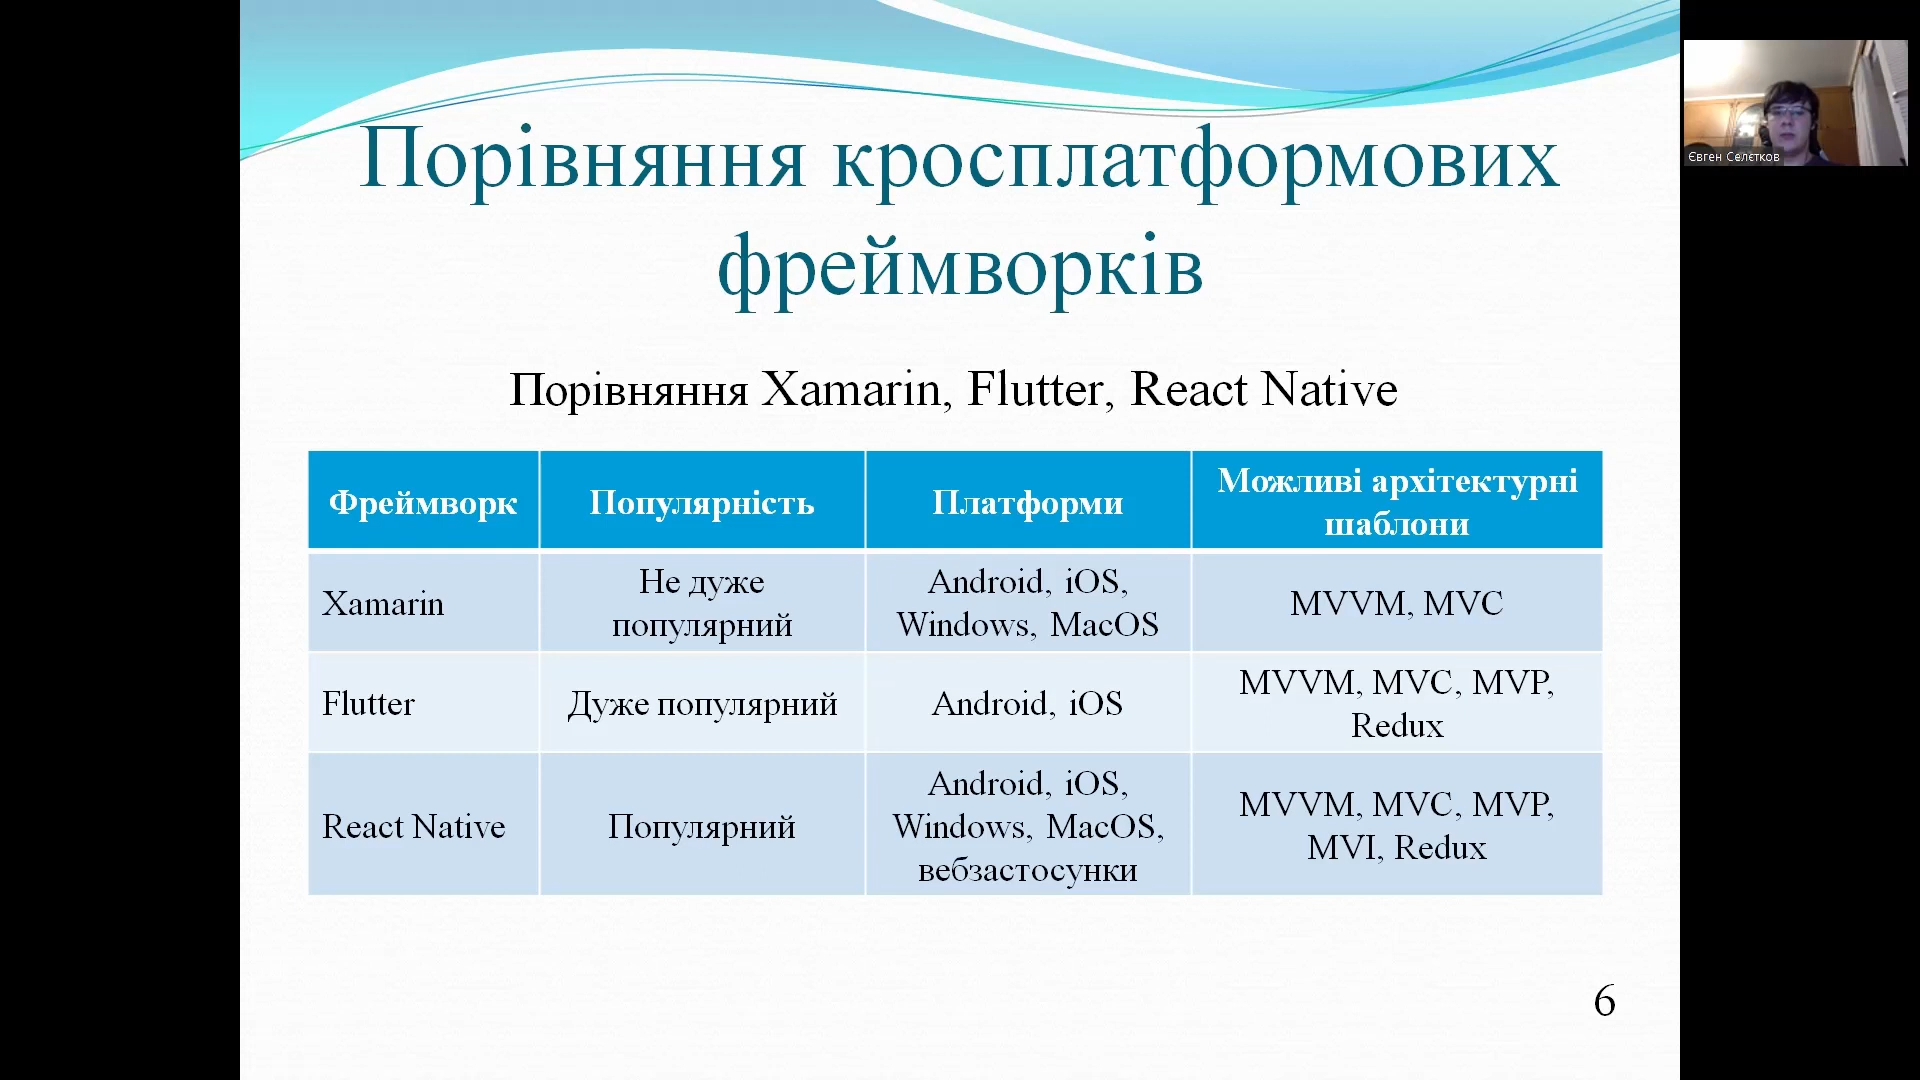 Порівняння кросплатформових
фреймворків
Порівняння Xamarin, Flutter, React Native
Фреймворк
Популярність
Платформи
Можливі архітектурні
шаблони
Xamarin
Не дуже
популярний
Android, iOS,
Windows, MacOS
MVVM, MVC
Flutter
Дуже популярний
Android, iOS
MVVM, MVC, MVP,
Redux
React Native
Популярний
Android, iOS,
Windows, MacOS,
вебзастосунки
MVVM, MVC, MVP,
MVI, Redux
6
Євген Селєтков